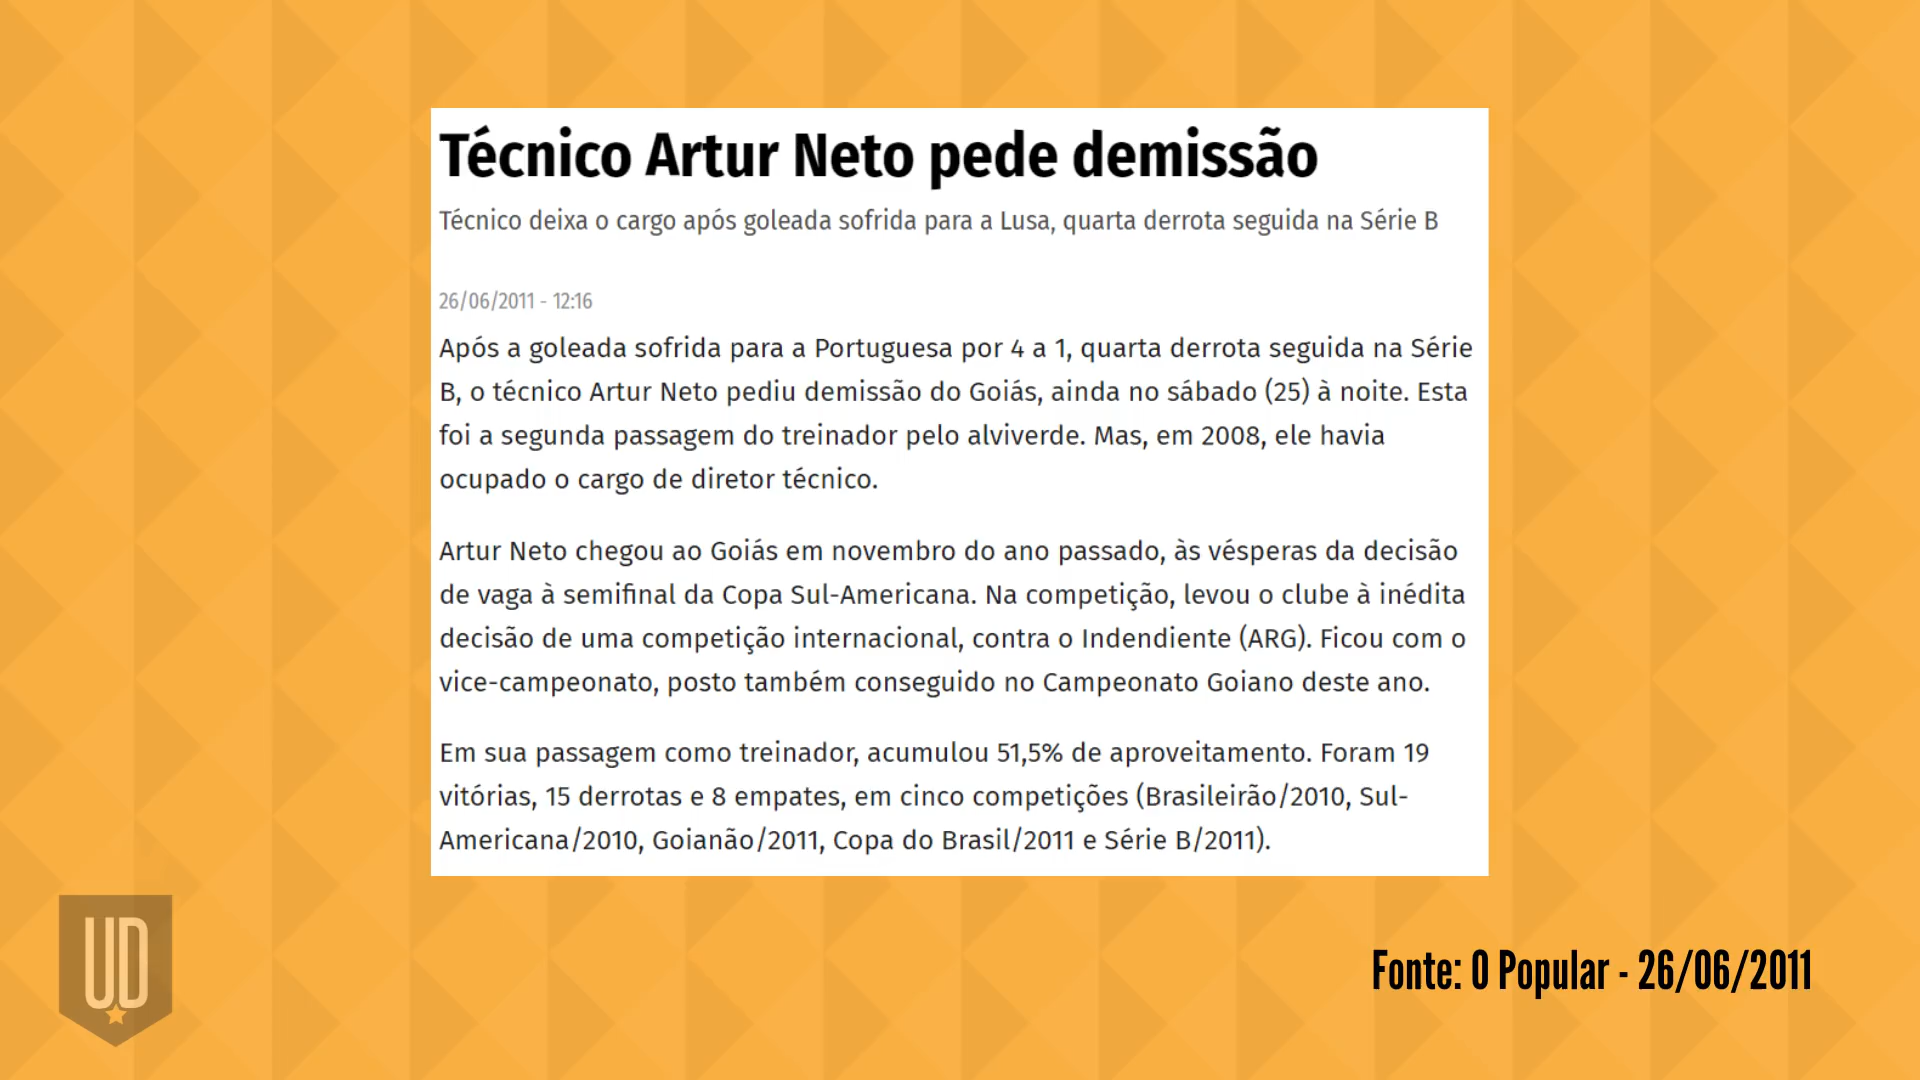 Técnico Artur Neto pede demissão
Técnico deixa o cargo após goleada sofrida para a Lusa, quarta derrota seguida na Série B
26/06/2011 - 12:16
Após a goleada sofrida para a Portuguesa por 4 a 1, quarta derrota seguida na Série
B, o técnico Artur Neto pediu demissão do Goiás, ainda no sábado (25) à noite. Esta
foi a segunda passagem do treinador pelo alviverde. Mas, em 2008, ele havia
ocupado o cargo de diretor técnico.
Artur Neto chegou ao Goiás em novembro do ano passado, às vésperas da decisão
de vaga à semifinal da Copa Sul-Americana. Na competição, levou o clube à inédita
decisão de uma competição internacional, contra o Indendiente (ARG). Ficou com o
vice-campeonato, posto também conseguido no Campeonato Goiano deste ano.
Em sua passagem como treinador, acumulou 51,5% de aproveitamento. Foram 19
vitórias, 15 derrotas e 8 empates, em cinco competições (Brasileirão/2010, Sul-
Americana/2010, Goianão/2011, Copa do Brasil/2011 e Série B/2011).
UD
Fonte: O Popular - 26/06/2011